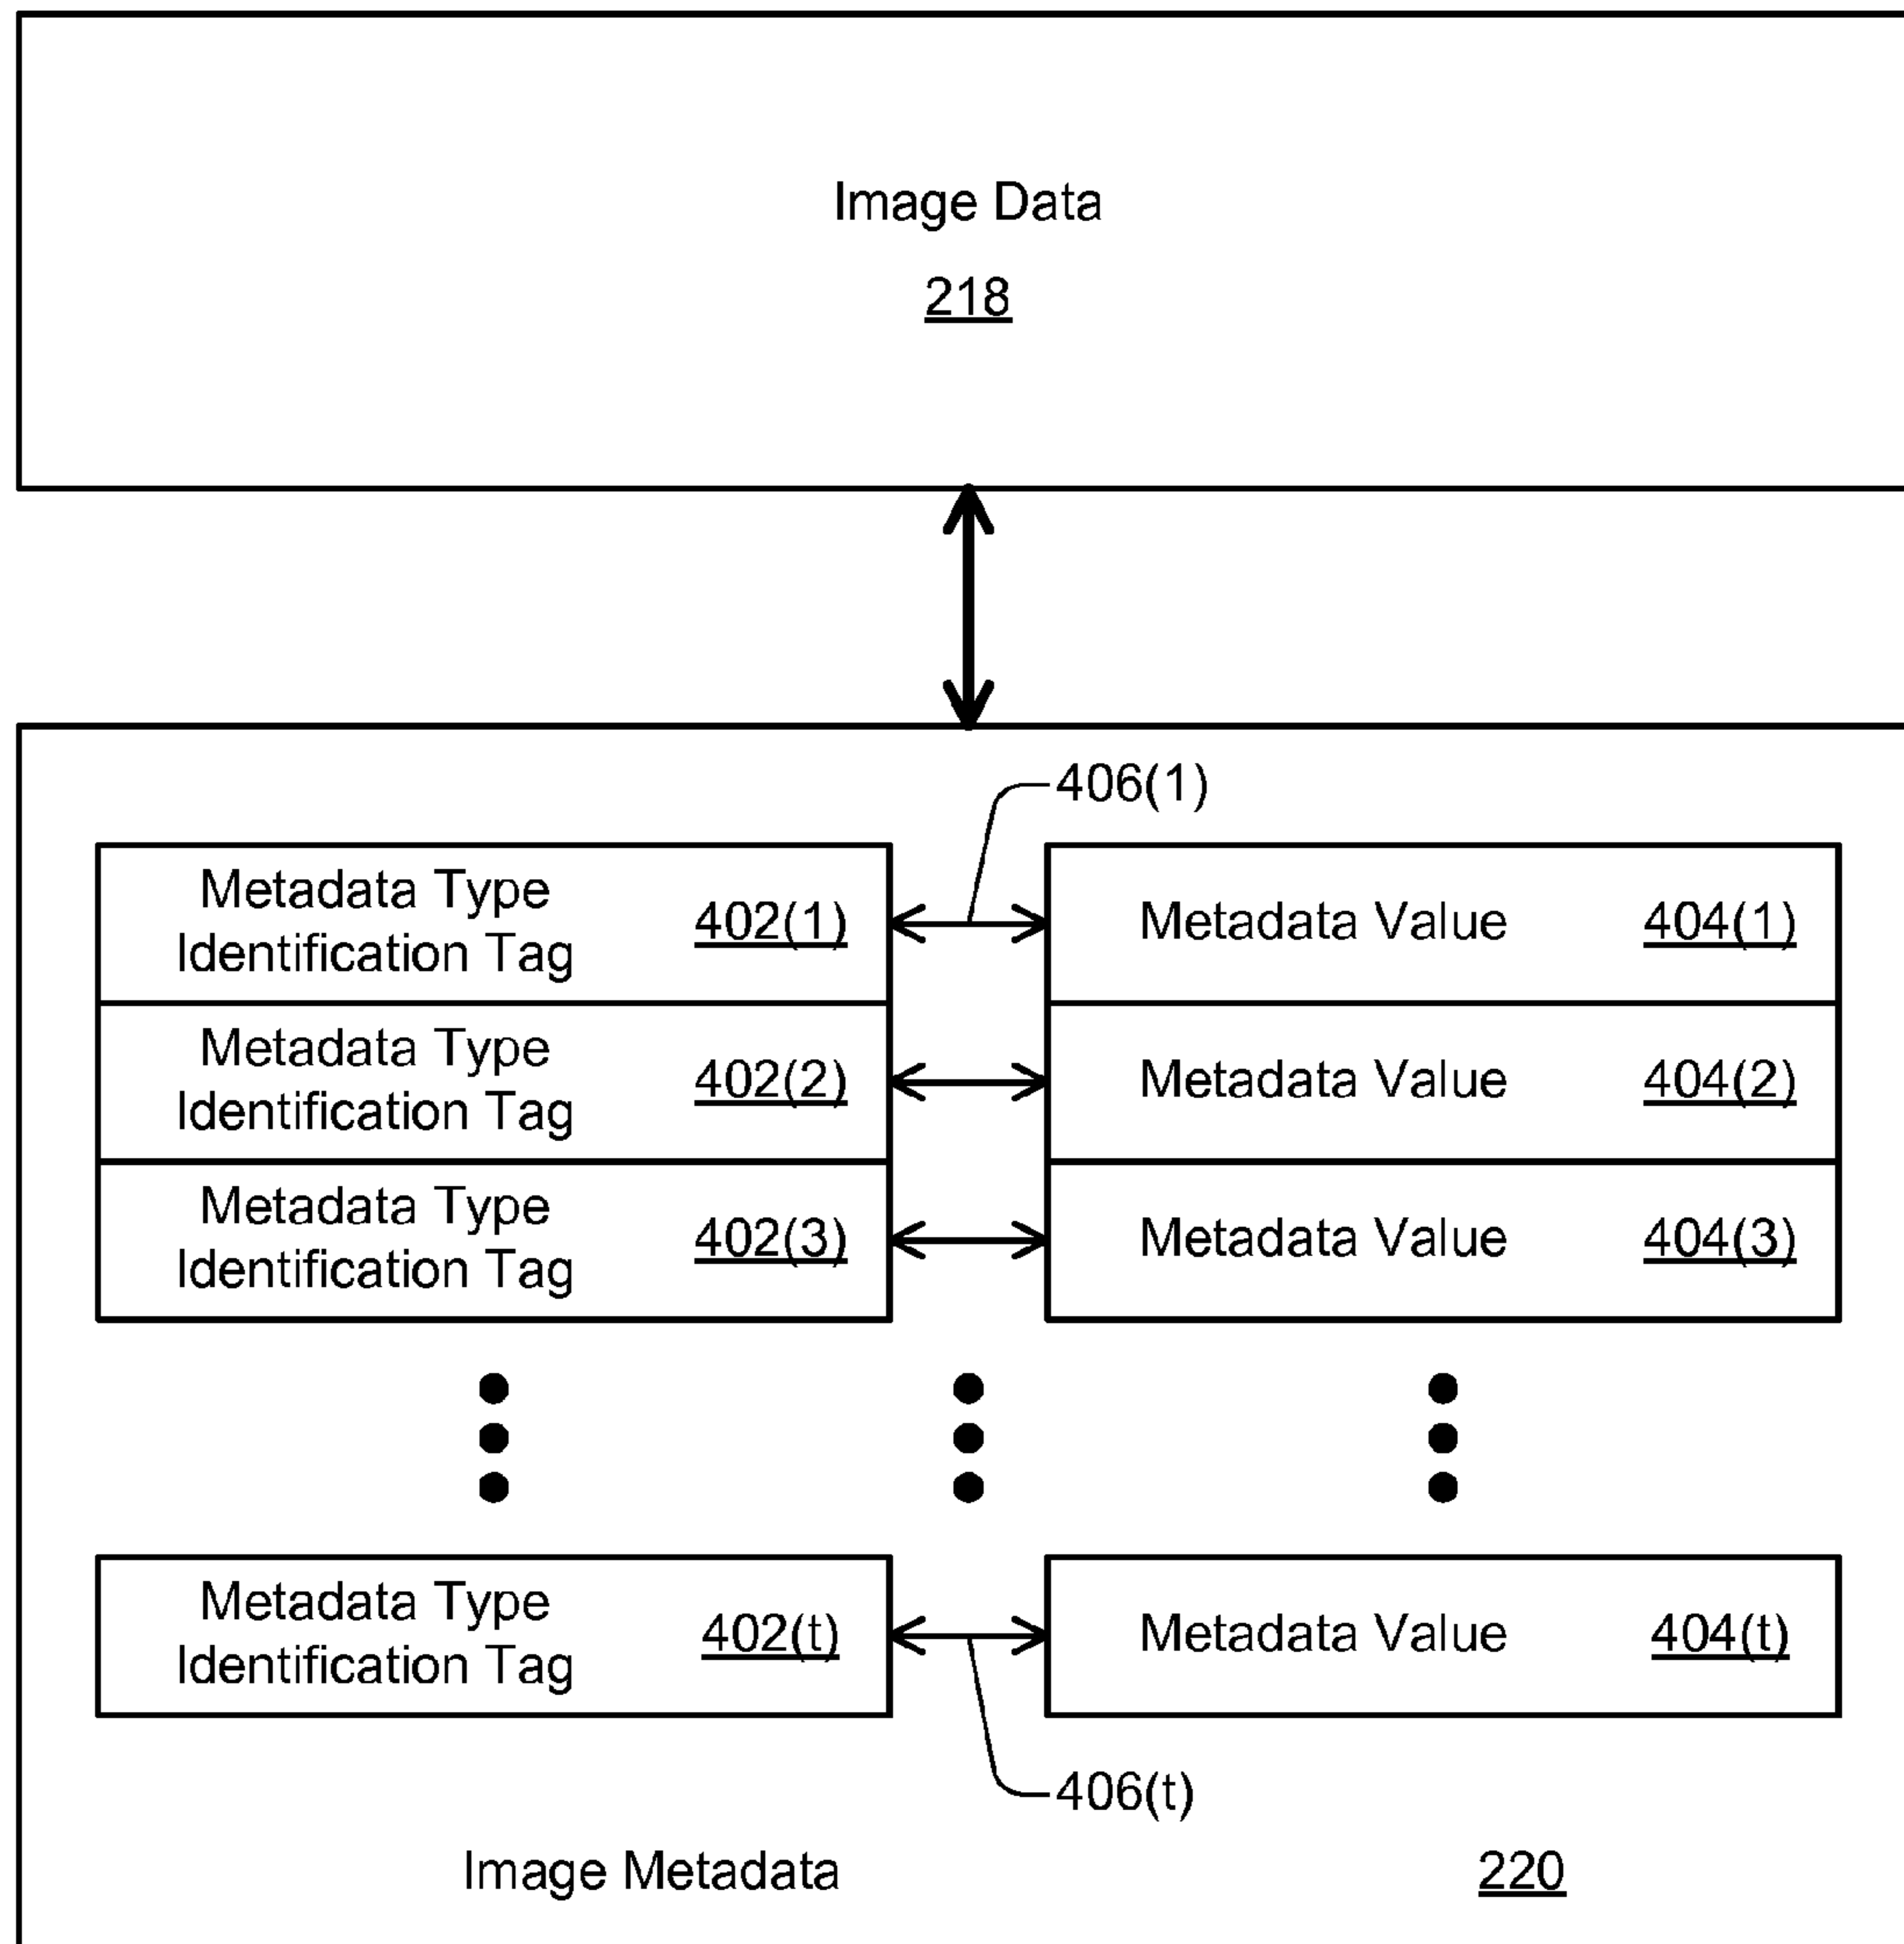 Image Data
218
406(1)
Metadata Type
Identification Tag
402(1)
Metadata Value
404(1)
Metadata Type
Identification Tag
402(2)
Metadata Value
404(2)
Metadata Type
Identification Tag
402(3)
Metadata Value
404(3)
Metadata Type
Identification Tag
402(t)
Metadata Value
404(t)
406(t)
Image Metadata
220